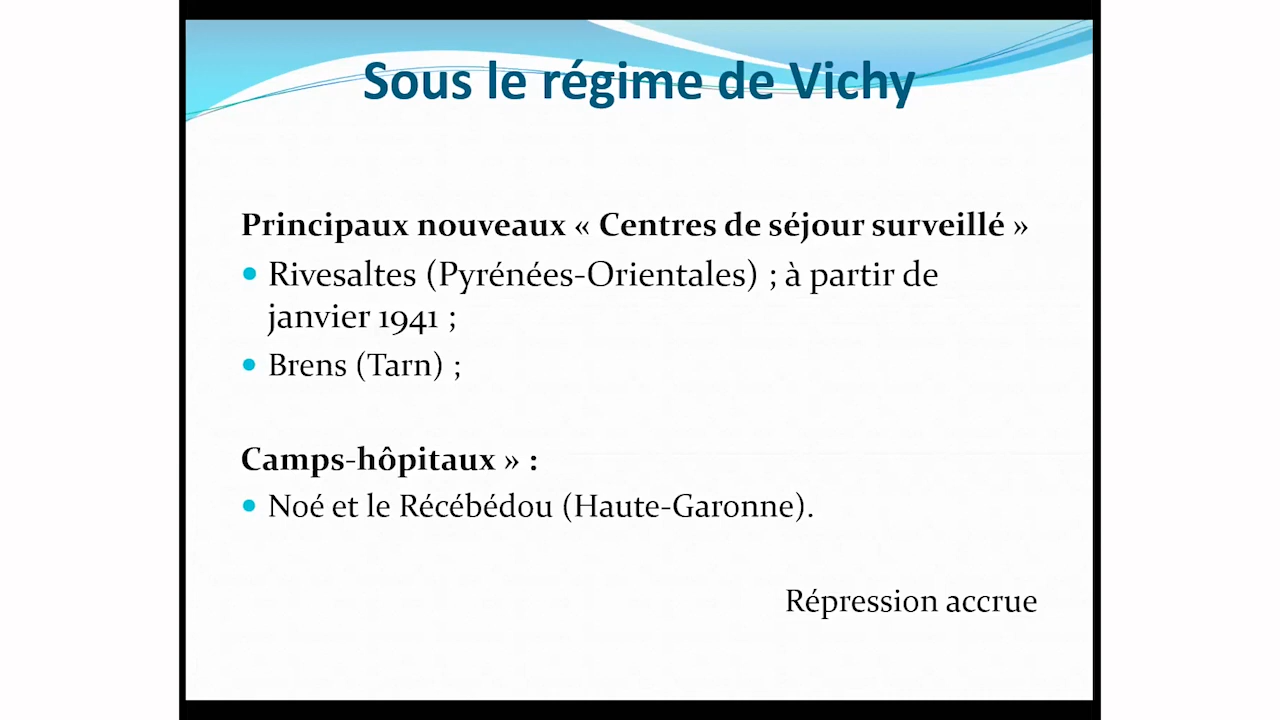 Sous le régime de Vichy
Principaux nouveaux « Centres de séjour surveillé »
• Rivesaltes (Pyrénées-Orientales) ; à partir de
janvier 1941 ;
• Brens (Tarn) ;
Camps-hôpitaux » :
• Noé et le Récébédou (Haute-Garonne).
Répression accrue